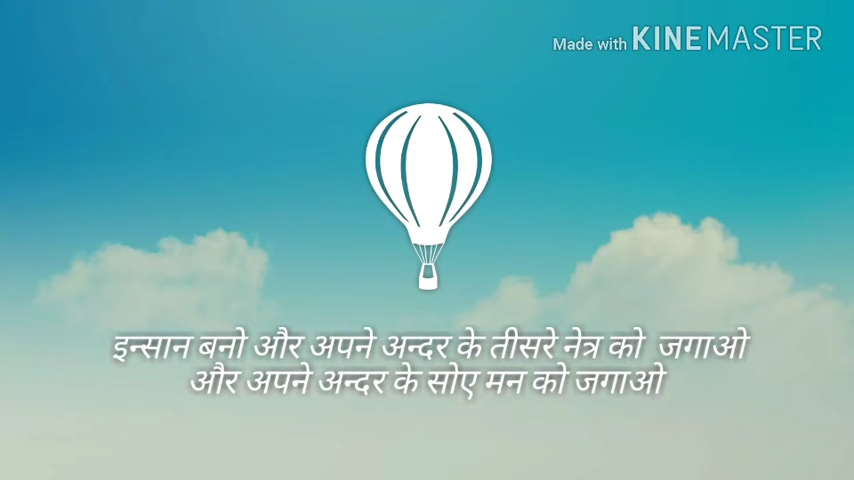 Made with KINEMASTER
इन्सान बनो और अपने अन्दर के तीसरे नेत्र को जगाओ
और अपने अन्दर के सोए मन को जगाओ